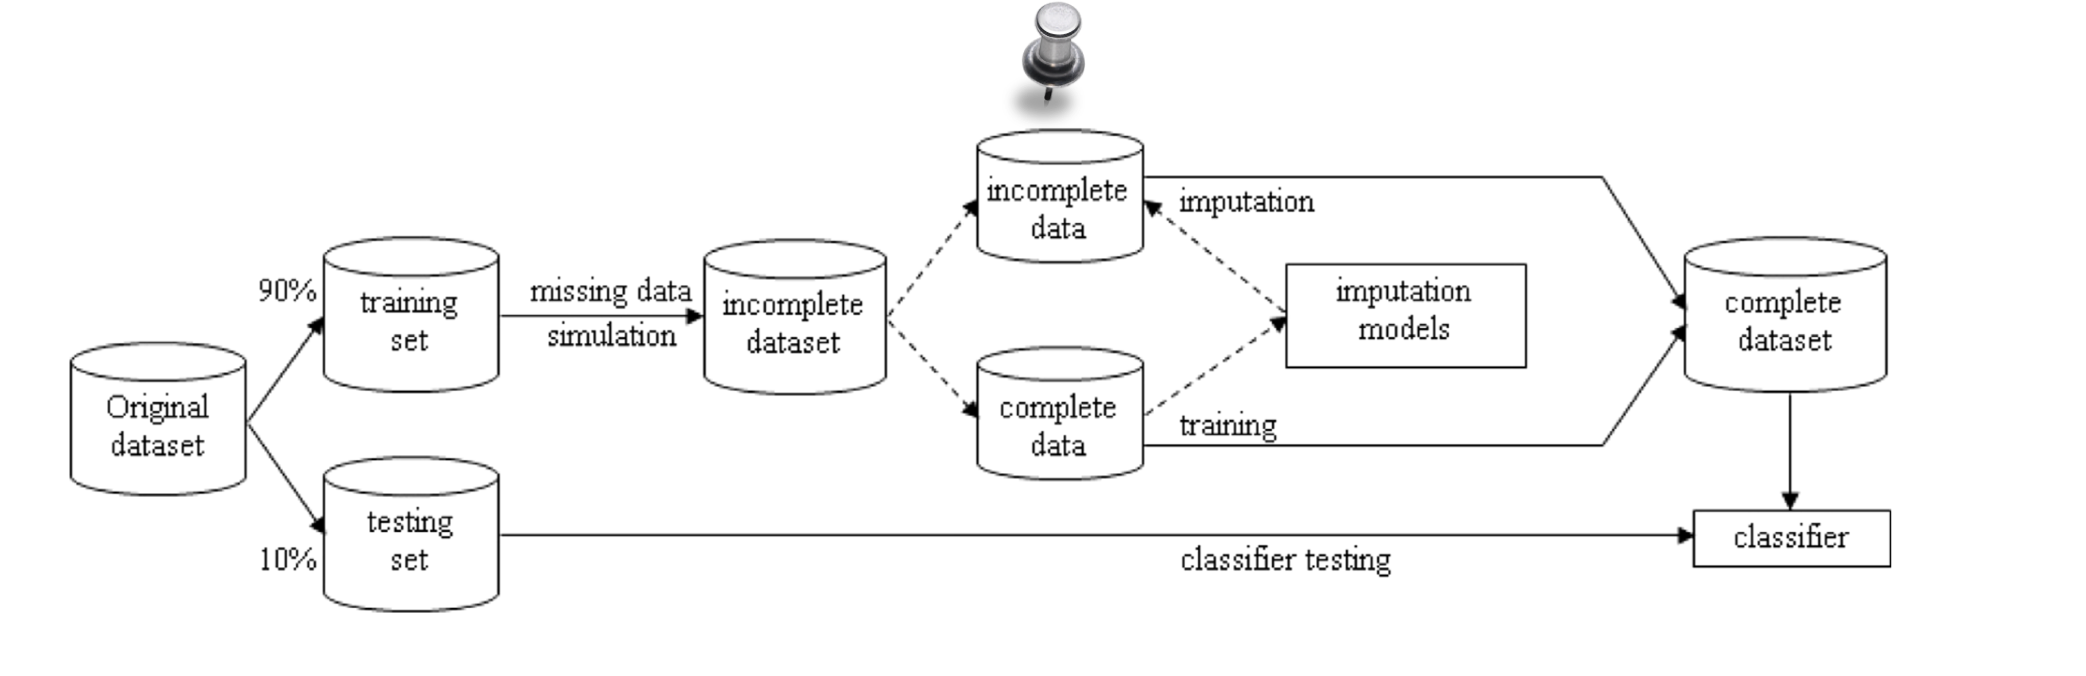 90%
training
set
missing data
simulation
incomplete
dataset
incomplete
data
imputation
imputation
models
complete
dataset
Original
dataset
complete
data
training
testing
set
10%
classifier testing
classifier